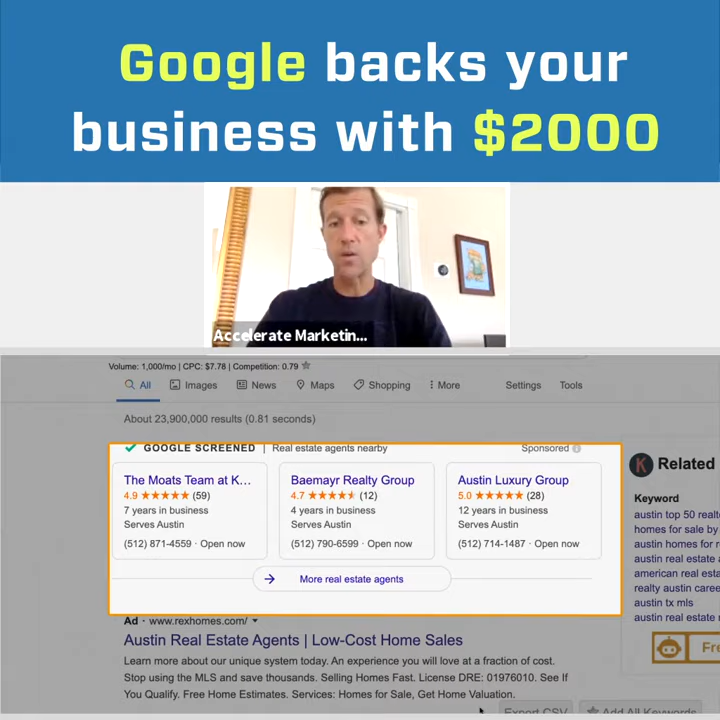 Google backs your
business with $2000
Accelerate Marketin...
Volume: 1,000/mo | CPC: $7.78 | Competition: 0.79
All Images News Maps Shopping More Settings Tools
About 23,900,000 results (0.81 seconds)
GOOGLE SCREENED | Real estate agents nearby Sponsored
The Moats Team at K... Baemayr Realty Group Austin Luxury Group
4.9 ★★★★★ (59) 4.7 ★★★★★ (12) 5.0 ★★★★★ (28)
7 years in business 4 years in business 12 years in business
Serves Austin Serves Austin Serves Austin
(512) 871-4559 · Open now (512) 790-6599 · Open now (512) 714-1487 · Open now
More real estate agents
Ad · www.rexhomes.com/
Austin Real Estate Agents | Low-Cost Home Sales
Learn more about our unique system today. An experience you will love at a fraction of cost.
Stop using the MLS and save thousands. Selling Homes Fast. License DRE: 01976010. See If
You Qualify. Free Home Estimates. Services: Homes for Sale, Get Home Valuation.
K Related
Keyword
austin top 50 realt
homes for sale by
austin homes for r
austin real estate a
american real esta
realty austin caree
austin tx mls
austin real estate
Fre
Export CSV Add All Keywords